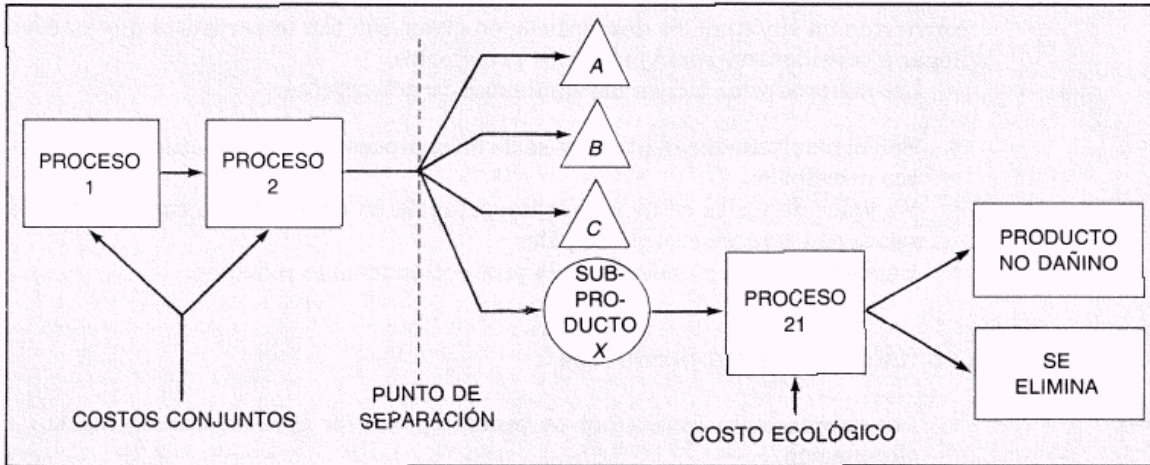 A
PROCESO
1
PROCESO
2
B
C
SUB-
PRO-
DUCTO
X
PROCESO
21
PRODUCTO
NO DAÑINO
SE
ELIMINA
COSTOS CONJUNTOS
PUNTO DE
SEPARACIÓN
COSTO ECOLÓGICO